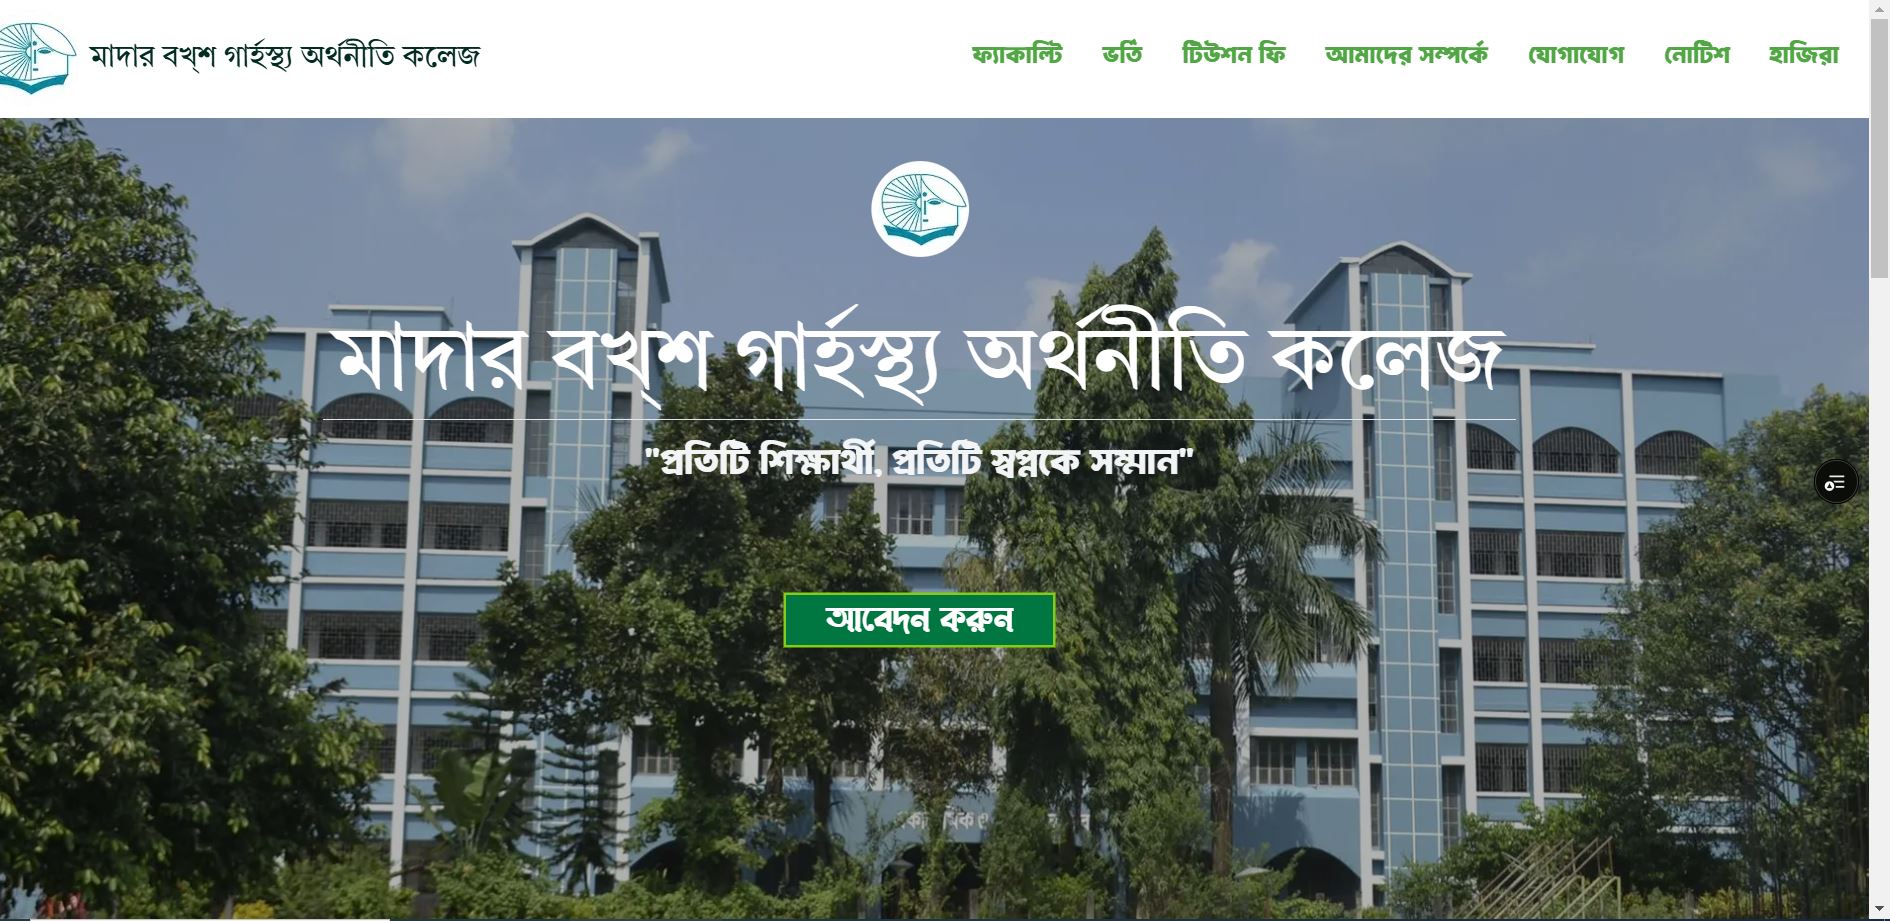 মাদার বখ্শ গার্হস্থ্য অর্থনীতি কলেজ
ফ্যাকাল্টি ভর্তি টিউশন ফি আমাদের সম্পর্কে যোগাযোগ নোটিশ হাজিরা
মাদার বখ্শ গার্হস্থ্য অর্থনীতি কলেজ
"প্রতিটি শিক্ষার্থী, প্রতিটি স্বপ্নকে সম্মান"
আবেদন করুন